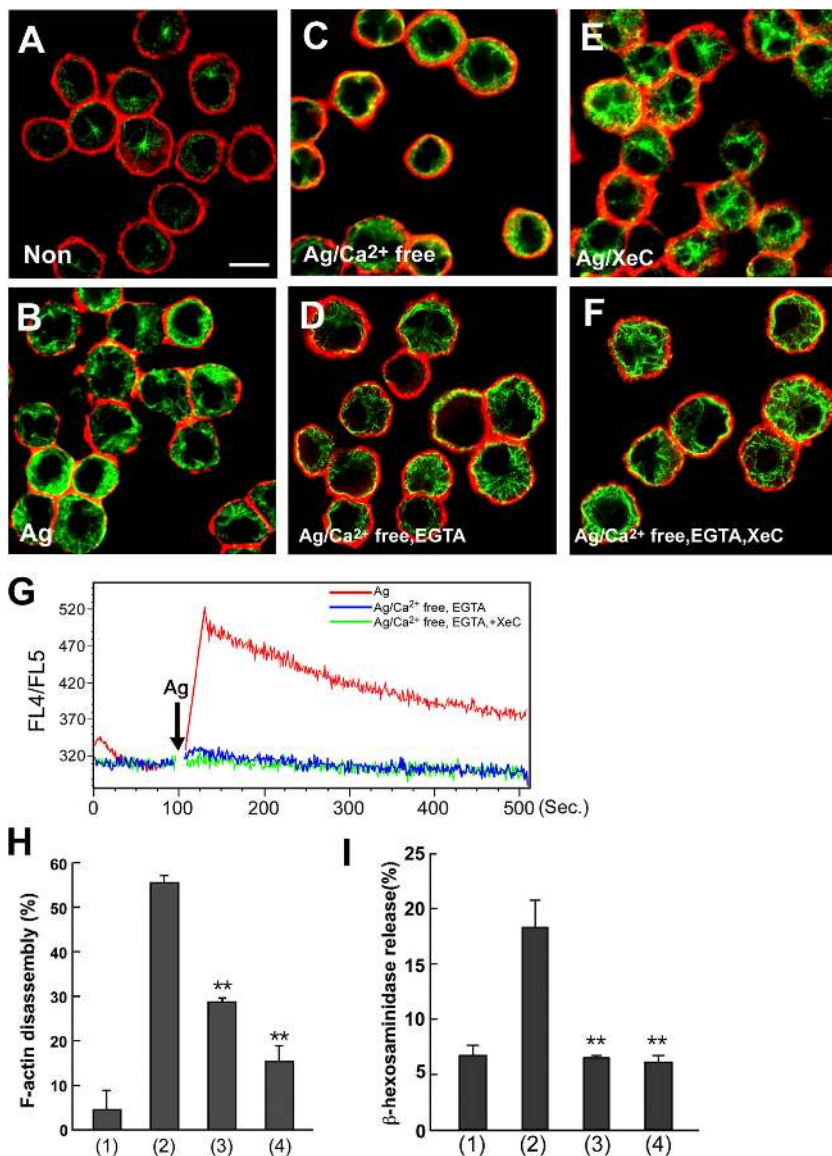 A
Non
C
Ag/Ca2+ free
E
Ag/XeC
B
Ag
D
Ag/Ca2+ free,EGTA
F
Ag/Ca2+ free,EGTA,XeC
G
FL4/FL5
520
470
420
370
320
Ag
Ag
Ag/Ca2+ free, EGTA
Ag/Ca2+ free, EGTA,+XeC
0 100 200 300 400 500 (Sec.)
H
F-actin disassembly (%)
60
50
40
30
20
10
0
**
**
(1) (2) (3) (4)
I
β-hexosaminidase release(%)
25
20
15
10
5
0
** **
(1) (2) (3) (4)